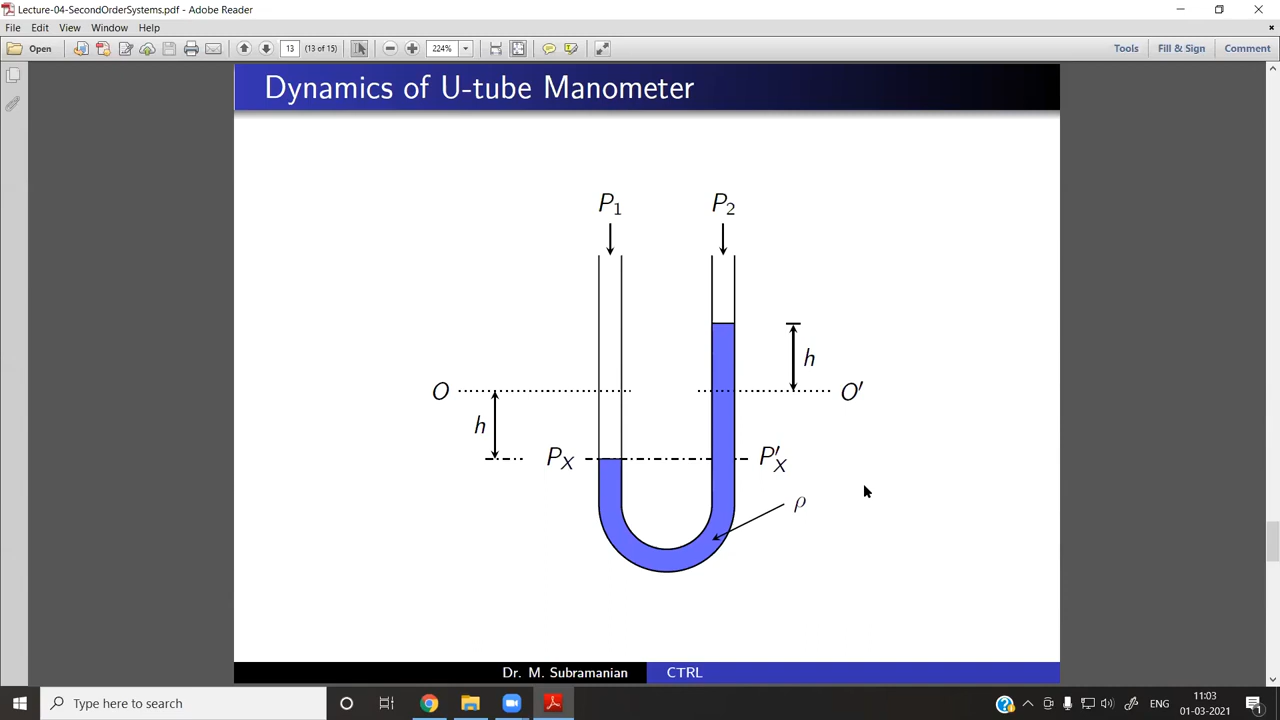 Lecture-04-SecondOrderSystems.pdf - Adobe Reader
File Edit View Window Help
Open 13 (13 of 15) 224% Tools Fill & Sign Comment
Dynamics of U-tube Manometer
P₁ P₂
h
O O′
h
Pₓ P′ₓ
ρ
Dr. M. Subramanian CTRL
Type here to search ENG 11:03
01-03-2021 1